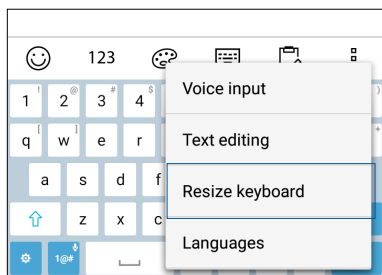 123
Voice input
1 ! 2 @ 3 # 4 $ )
Text editing
q [ w ] e r +
a s d f
Resize keyboard
z x c
Languages
1@#